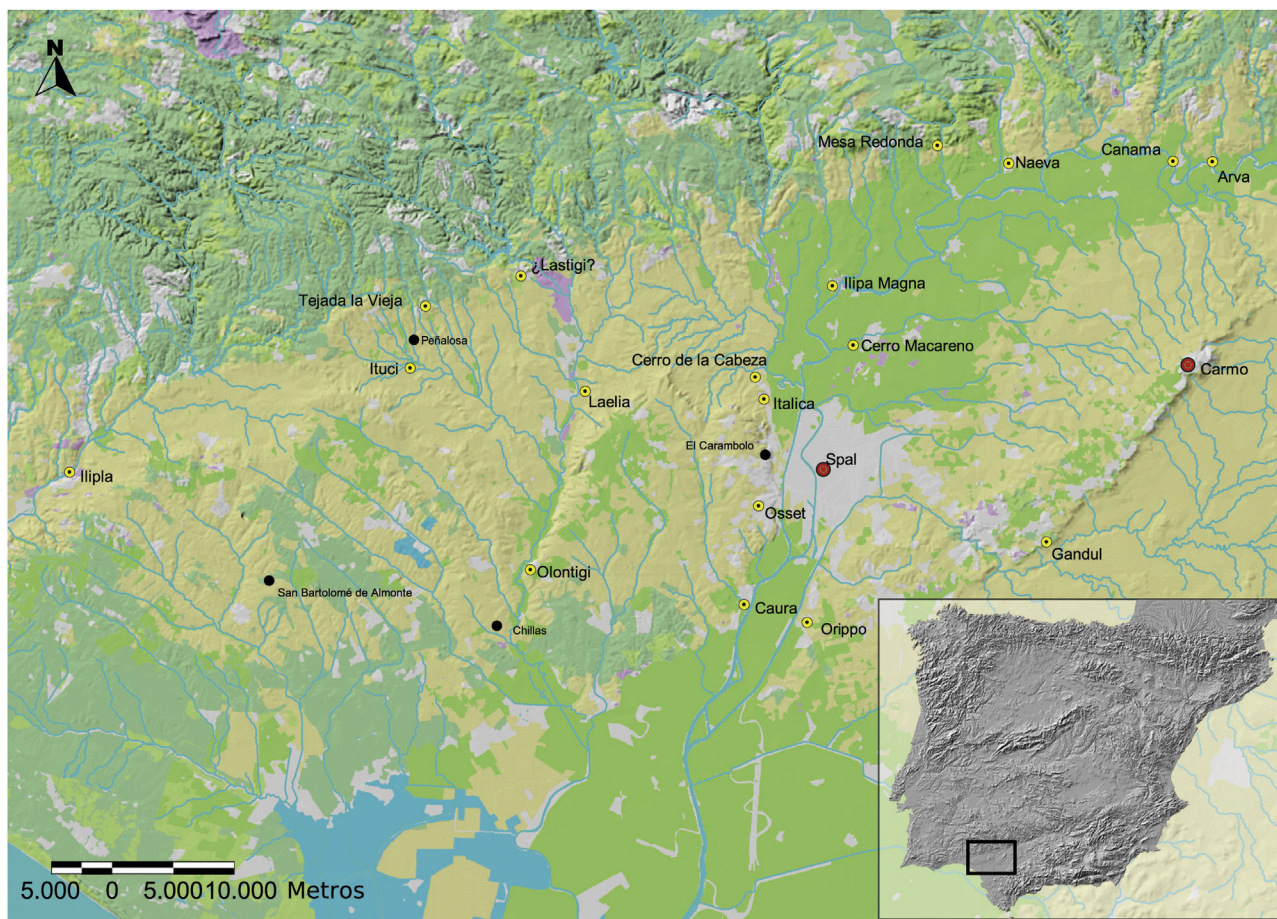 N
Mesa Redonda
Naeva
Canama
Arva
¿Lastigi?
Ilipa Magna
Tejada la Vieja
Peñalosa
Cerro Macareno
Ituci
Cerro de la Cabeza
Carmo
Laelia
Italica
El Carambolo
Spal
Ilipla
Osset
Gandul
Olontigi
San Bartolomé de Almonte
Caura
Chillas
Orippo
5.000 0 5.00010.000 Metros